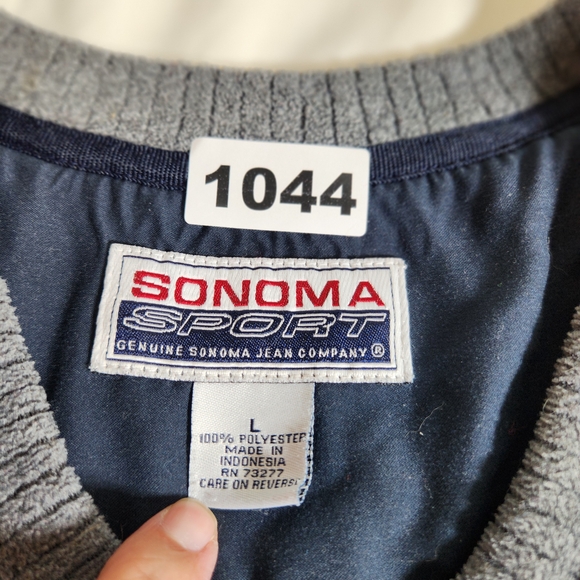 1044
SONOMA
SPORT
GENUINE SONOMA JEAN COMPANY ®
L
100% POLYESTER
MADE IN
INDONESIA
RN 73277
CARE ON REVERSE